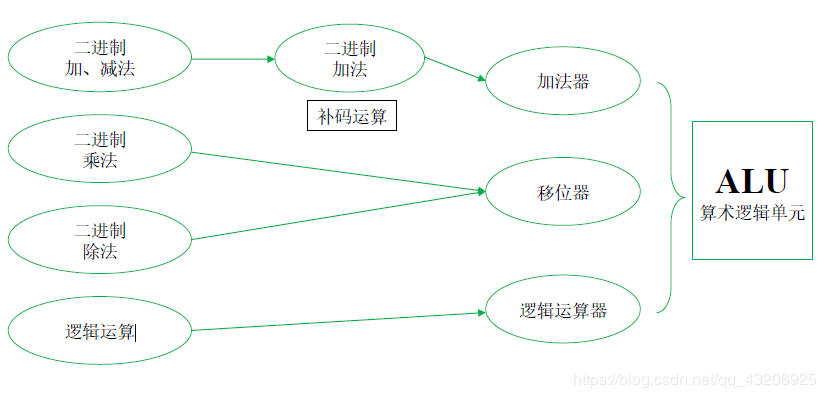 二进制
加、减法
二进制
加法
补码运算
加法器
二进制
乘法
移位器
二进制
除法
逻辑运算
逻辑运算器
ALU
算术逻辑单元
https://blog.csdn.net/qq_43208925